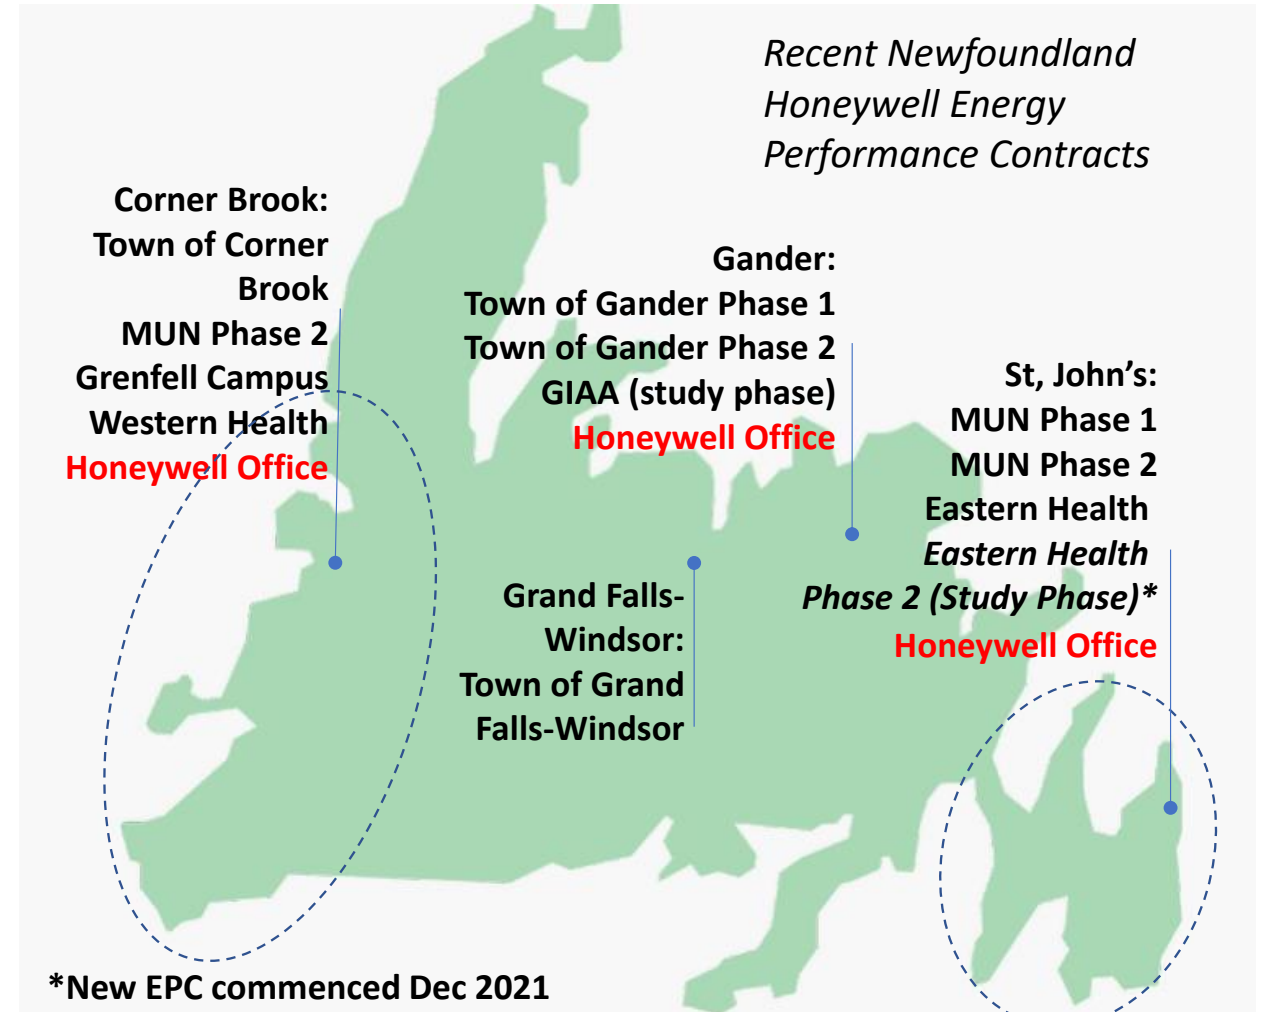 Recent Newfoundland
Honeywell Energy
Performance Contracts
Corner Brook:
Town of Corner
Brook
MUN Phase 2
Grenfell Campus
Western Health
Honeywell Office
Gander:
Town of Gander Phase 1
Town of Gander Phase 2
GIAA (study phase)
Honeywell Office
St, John’s:
MUN Phase 1
MUN Phase 2
Eastern Health
Eastern Health
Phase 2 (Study Phase)*
Honeywell Office
Grand Falls-
Windsor:
Town of Grand
Falls-Windsor
*New EPC commenced Dec 2021